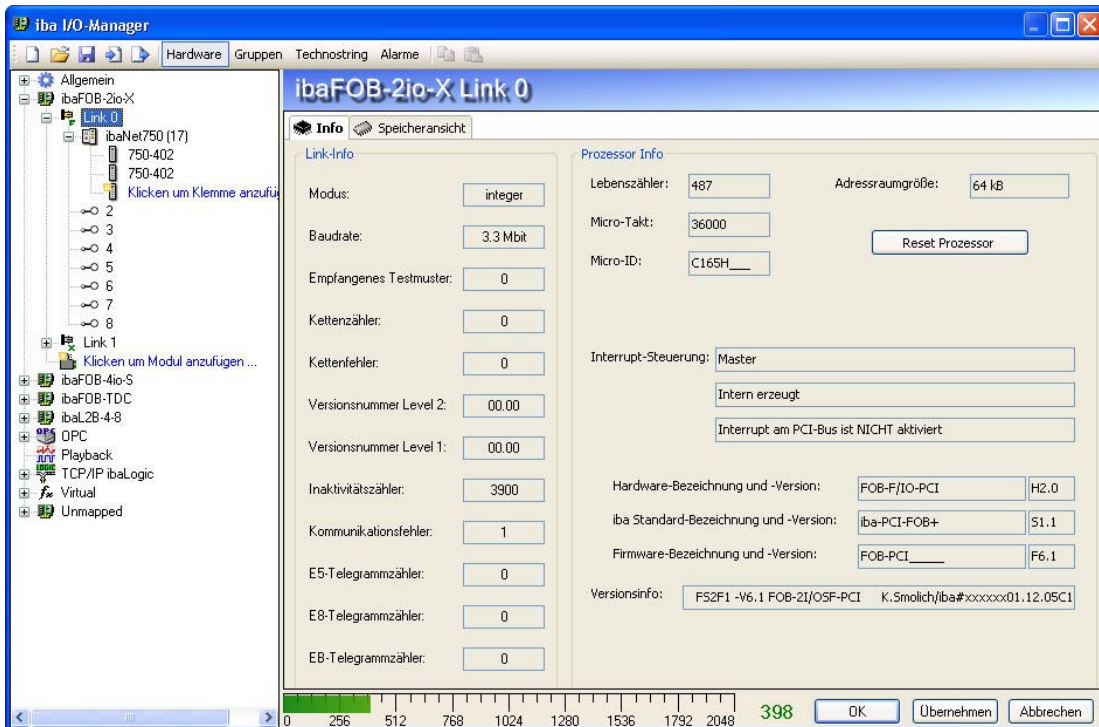 iba I/O-Manager
Hardware Gruppen Technostring Alarme
Allgemein
ibaFOB-2io-X
Link 0
ibaNet750 (17)
750-402
750-402
Klicken um Klemme anzufü
2
3
4
5
6
7
8
Link 1
Klicken um Modul anzufügen ...
ibaFOB-4io-S
ibaFOB-TDC
ibaL2B-4-8
OPC
Playback
TCP/IP ibaLogic
Virtual
Unmapped
ibaFOB-2io-X Link 0
Info Speicheransicht
Link-Info
Modus: integer
Baudrate: 3.3 Mbit
Empfangenes Testmuster: 0
Kettenzähler: 0
Kettenfehler: 0
Versionsnummer Level 2: 00.00
Versionsnummer Level 1: 00.00
Inaktivitätszähler: 3900
Kommunikationsfehler: 1
E5-Telegrammzähler: 0
E8-Telegrammzähler: 0
EB-Telegrammzähler: 0
Prozessor Info
Lebenszähler: 487 Adressraumgröße: 64 kB
Micro-Takt: 36000
Reset Prozessor
Micro-ID: C165H___
Interrupt-Steuerung: Master
Intern erzeugt
Interrupt am PCI-Bus ist NICHT aktiviert
Hardware-Bezeichnung und -Version: FOB-F/IO-PCI H2.0
iba Standard-Bezeichnung und -Version: iba-PCI-FOB+ S1.1
Firmware-Bezeichnung und -Version: FOB-PCI_____ F6.1
Versionsinfo: FS2F1 -V6.1 FOB-2I/OSF-PCI K.Smolich/iba#xxxxxx01.12.05C1
0 256 512 768 1024 1280 1536 1792 2048
398
OK Übernehmen Abbrechen